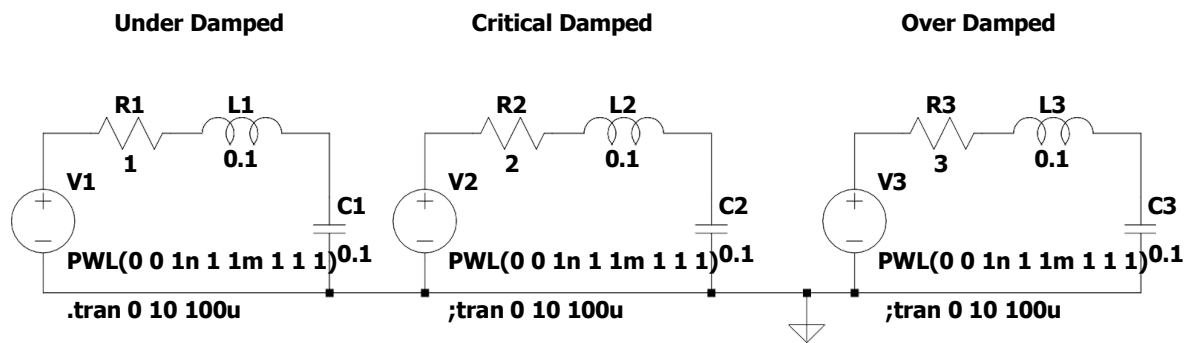 Under Damped
Critical Damped
Over Damped
R1
L1
1
0.1
V1
C1
0.1
PWL(0 0 1n 1 1m 1 1 1)
.tran 0 10 100u
R2
L2
2
0.1
V2
C2
0.1
PWL(0 0 1n 1 1m 1 1 1)
;tran 0 10 100u
R3
L3
3
0.1
V3
C3
0.1
PWL(0 0 1n 1 1m 1 1 1)
;tran 0 10 100u